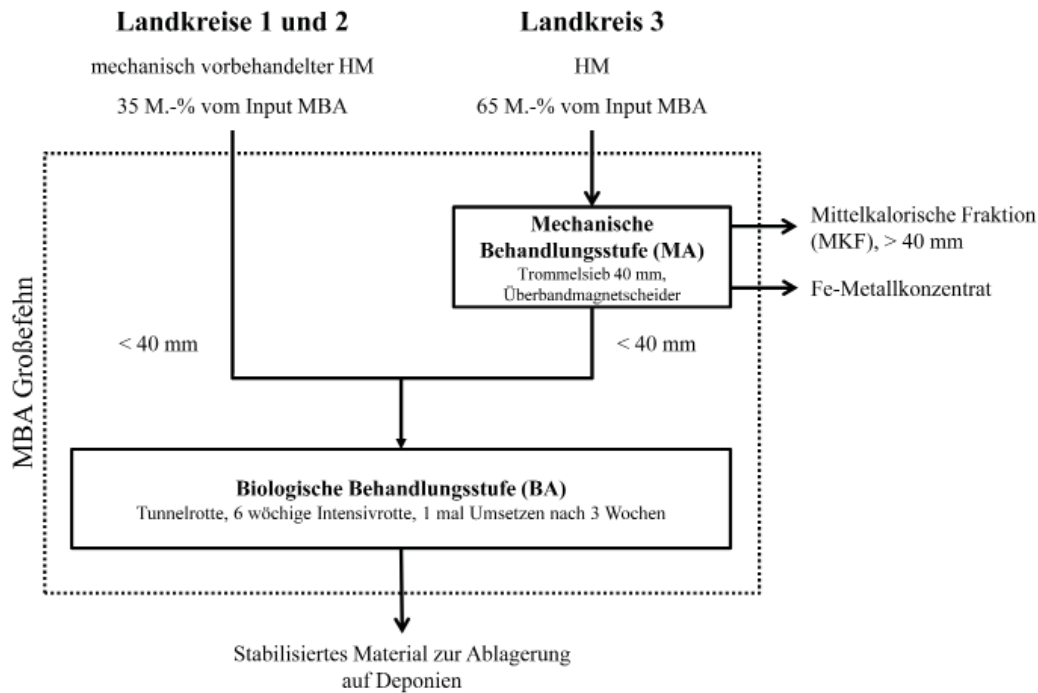 Landkreise 1 und 2
mechanisch vorbehandelter HM
35 M.-% vom Input MBA
Landkreis 3
HM
65 M.-% vom Input MBA
MBA Großefehn
Mechanische
Behandlungsstufe (MA)
Trommelsieb 40 mm,
Überbandmagnetscheider
Mittelkalorische Fraktion
(MKF), > 40 mm
Fe-Metallkonzentrat
< 40 mm
< 40 mm
Biologische Behandlungsstufe (BA)
Tunnelrotte, 6 wöchige Intensivrotte, 1 mal Umsetzen nach 3 Wochen
Stabilisiertes Material zur Ablagerung
auf Deponien